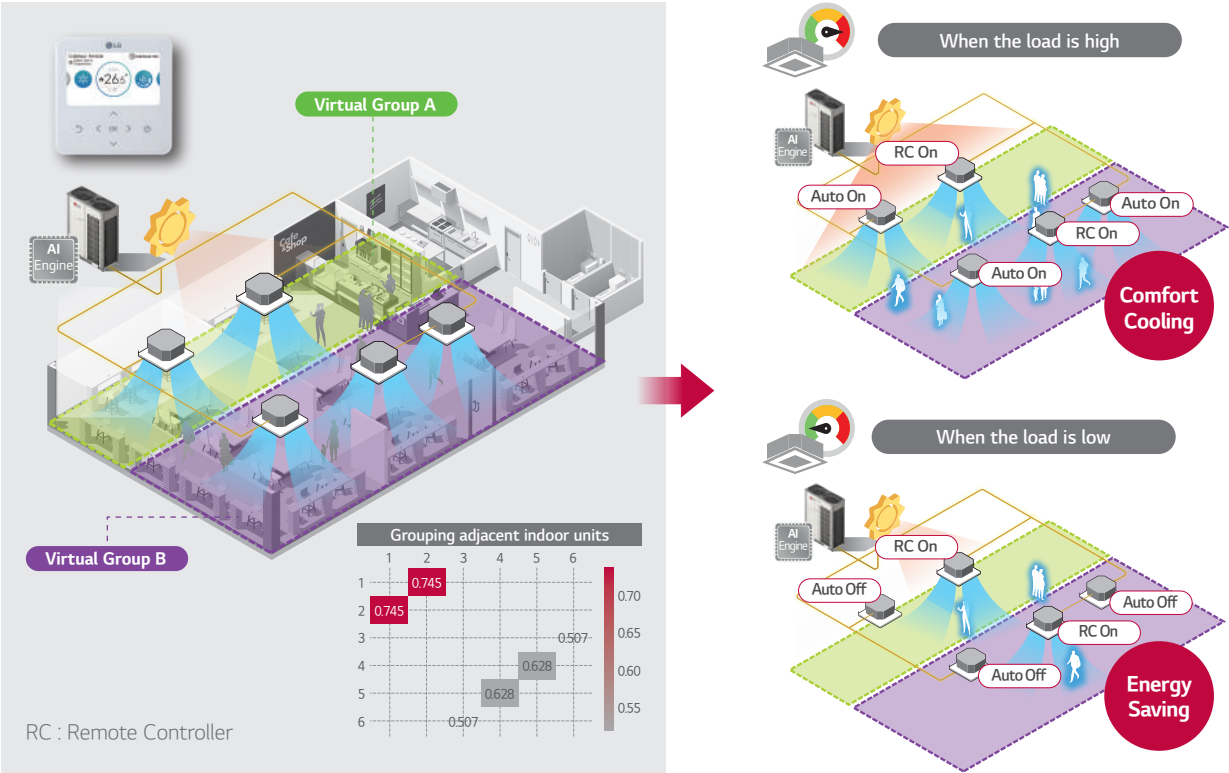 LG
26.5
OK
Virtual Group A
AI
Engine
Cafe
&Shop
Virtual Group B
Grouping adjacent indoor units
1 2 3 4 5 6
1 0.745
2 0.745
3 0.507
4 0.628
5 0.628
6 0.507
0.70
0.65
0.60
0.55
RC : Remote Controller
When the load is high
AI
Engine
RC On
Auto On
Auto On
RC On
Auto On
Comfort
Cooling
When the load is low
AI
Engine
RC On
Auto Off
Auto Off
RC On
Auto Off
Energy
Saving